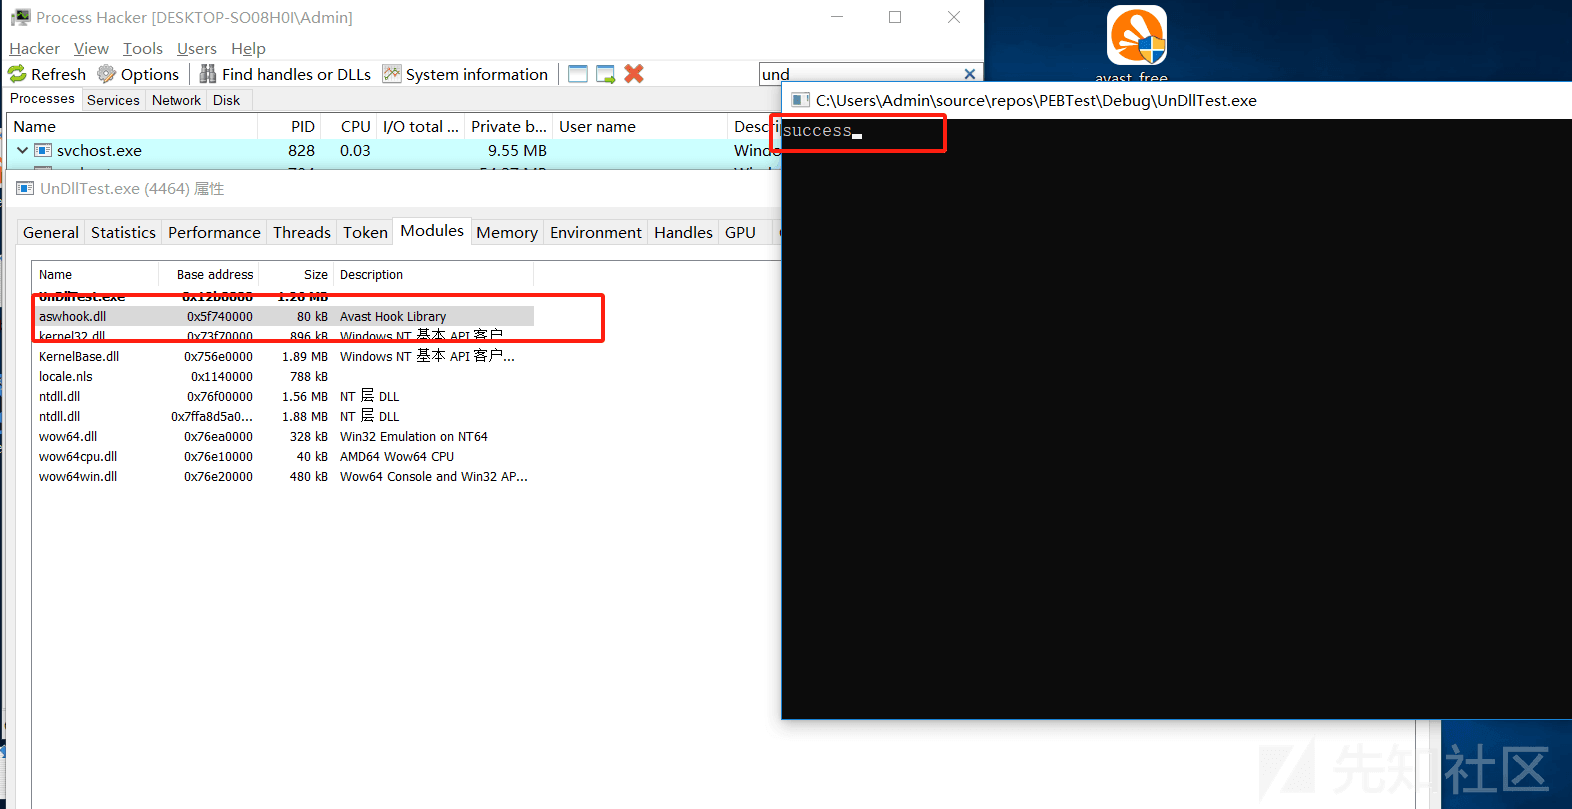 Process Hacker [DESKTOP-SO08H0I\Admin]
Hacker View Tools Users Help
Refresh Options Find handles or DLLs System information und
Processes Services Network Disk
Name PID CPU I/O total ... Private b... User name Descri
svchost.exe 828 0.03 9.55 MB Windo
UnDllTest.exe (4464) 属性
General Statistics Performance Threads Token Modules Memory Environment Handles GPU
Name Base address Size Description
UnDllTest.exe 0x12b0000 1.26 MB
aswhook.dll 0x5f740000 80 kB Avast Hook Library
kernel32.dll 0x73f70000 896 kB Windows NT 基本 API 客户
KernelBase.dll 0x756e0000 1.89 MB Windows NT 基本 API 客户...
locale.nls 0x1140000 788 kB
ntdll.dll 0x76f00000 1.56 MB NT 层 DLL
ntdll.dll 0x7ffa8d5a0... 1.88 MB NT 层 DLL
wow64.dll 0x76ea0000 328 kB Win32 Emulation on NT64
wow64cpu.dll 0x76e10000 40 kB AMD64 Wow64 CPU
wow64win.dll 0x76e20000 480 kB Wow64 Console and Win32 AP...
avast_free
C:\Users\Admin\source\repos\PEBTest\Debug\UnDllTest.exe
success
先知社区